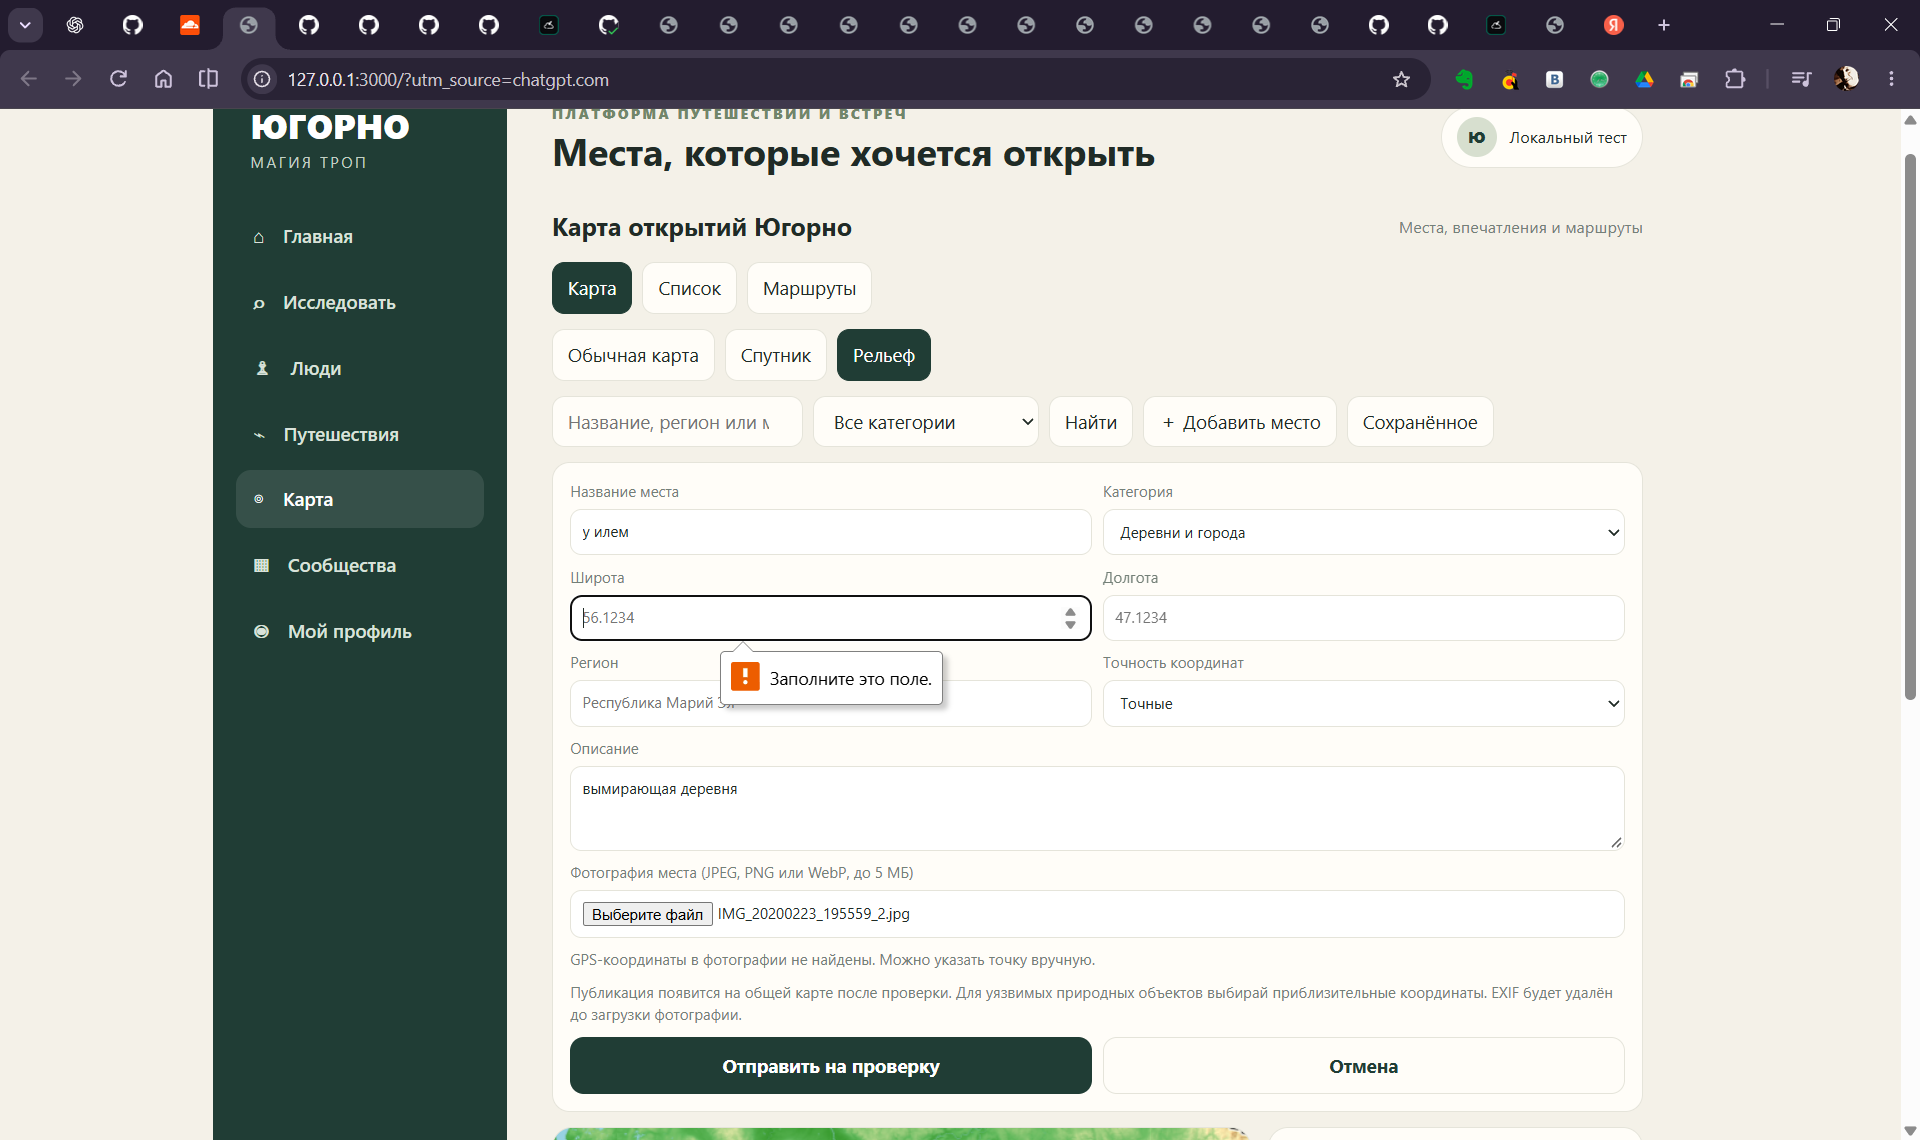 127.0.0.1:3000/?utm_source=chatgpt.com
ЮГОРНО
МАГИЯ ТРОП
Главная
Исследовать
Люди
Путешествия
Карта
Сообщества
Мой профиль
ПЛАТФОРМА ПУТЕШЕСТВИЙ И ВСТРЕЧ
Места, которые хочется открыть
Ю Локальный тест
Карта открытий Югорно
Места, впечатления и маршруты
Карта Список Маршруты
Обычная карта Спутник Рельеф
Название, регион или м Все категории Найти + Добавить место Сохранённое
Название места Категория
у илем Деревни и города
Широта Долгота
56.1234 47.1234
Заполните это поле.
Регион Точность координат
Республика Марий Эл Точные
Описание
вымирающая деревня
Фотография места (JPEG, PNG или WebP, до 5 МБ)
Выберите файл IMG_20200223_195559_2.jpg
GPS-координаты в фотографии не найдены. Можно указать точку вручную.
Публикация появится на общей карте после проверки. Для уязвимых природных объектов выбирай приблизительные координаты. EXIF будет удалён
до загрузки фотографии.
Отправить на проверку Отмена